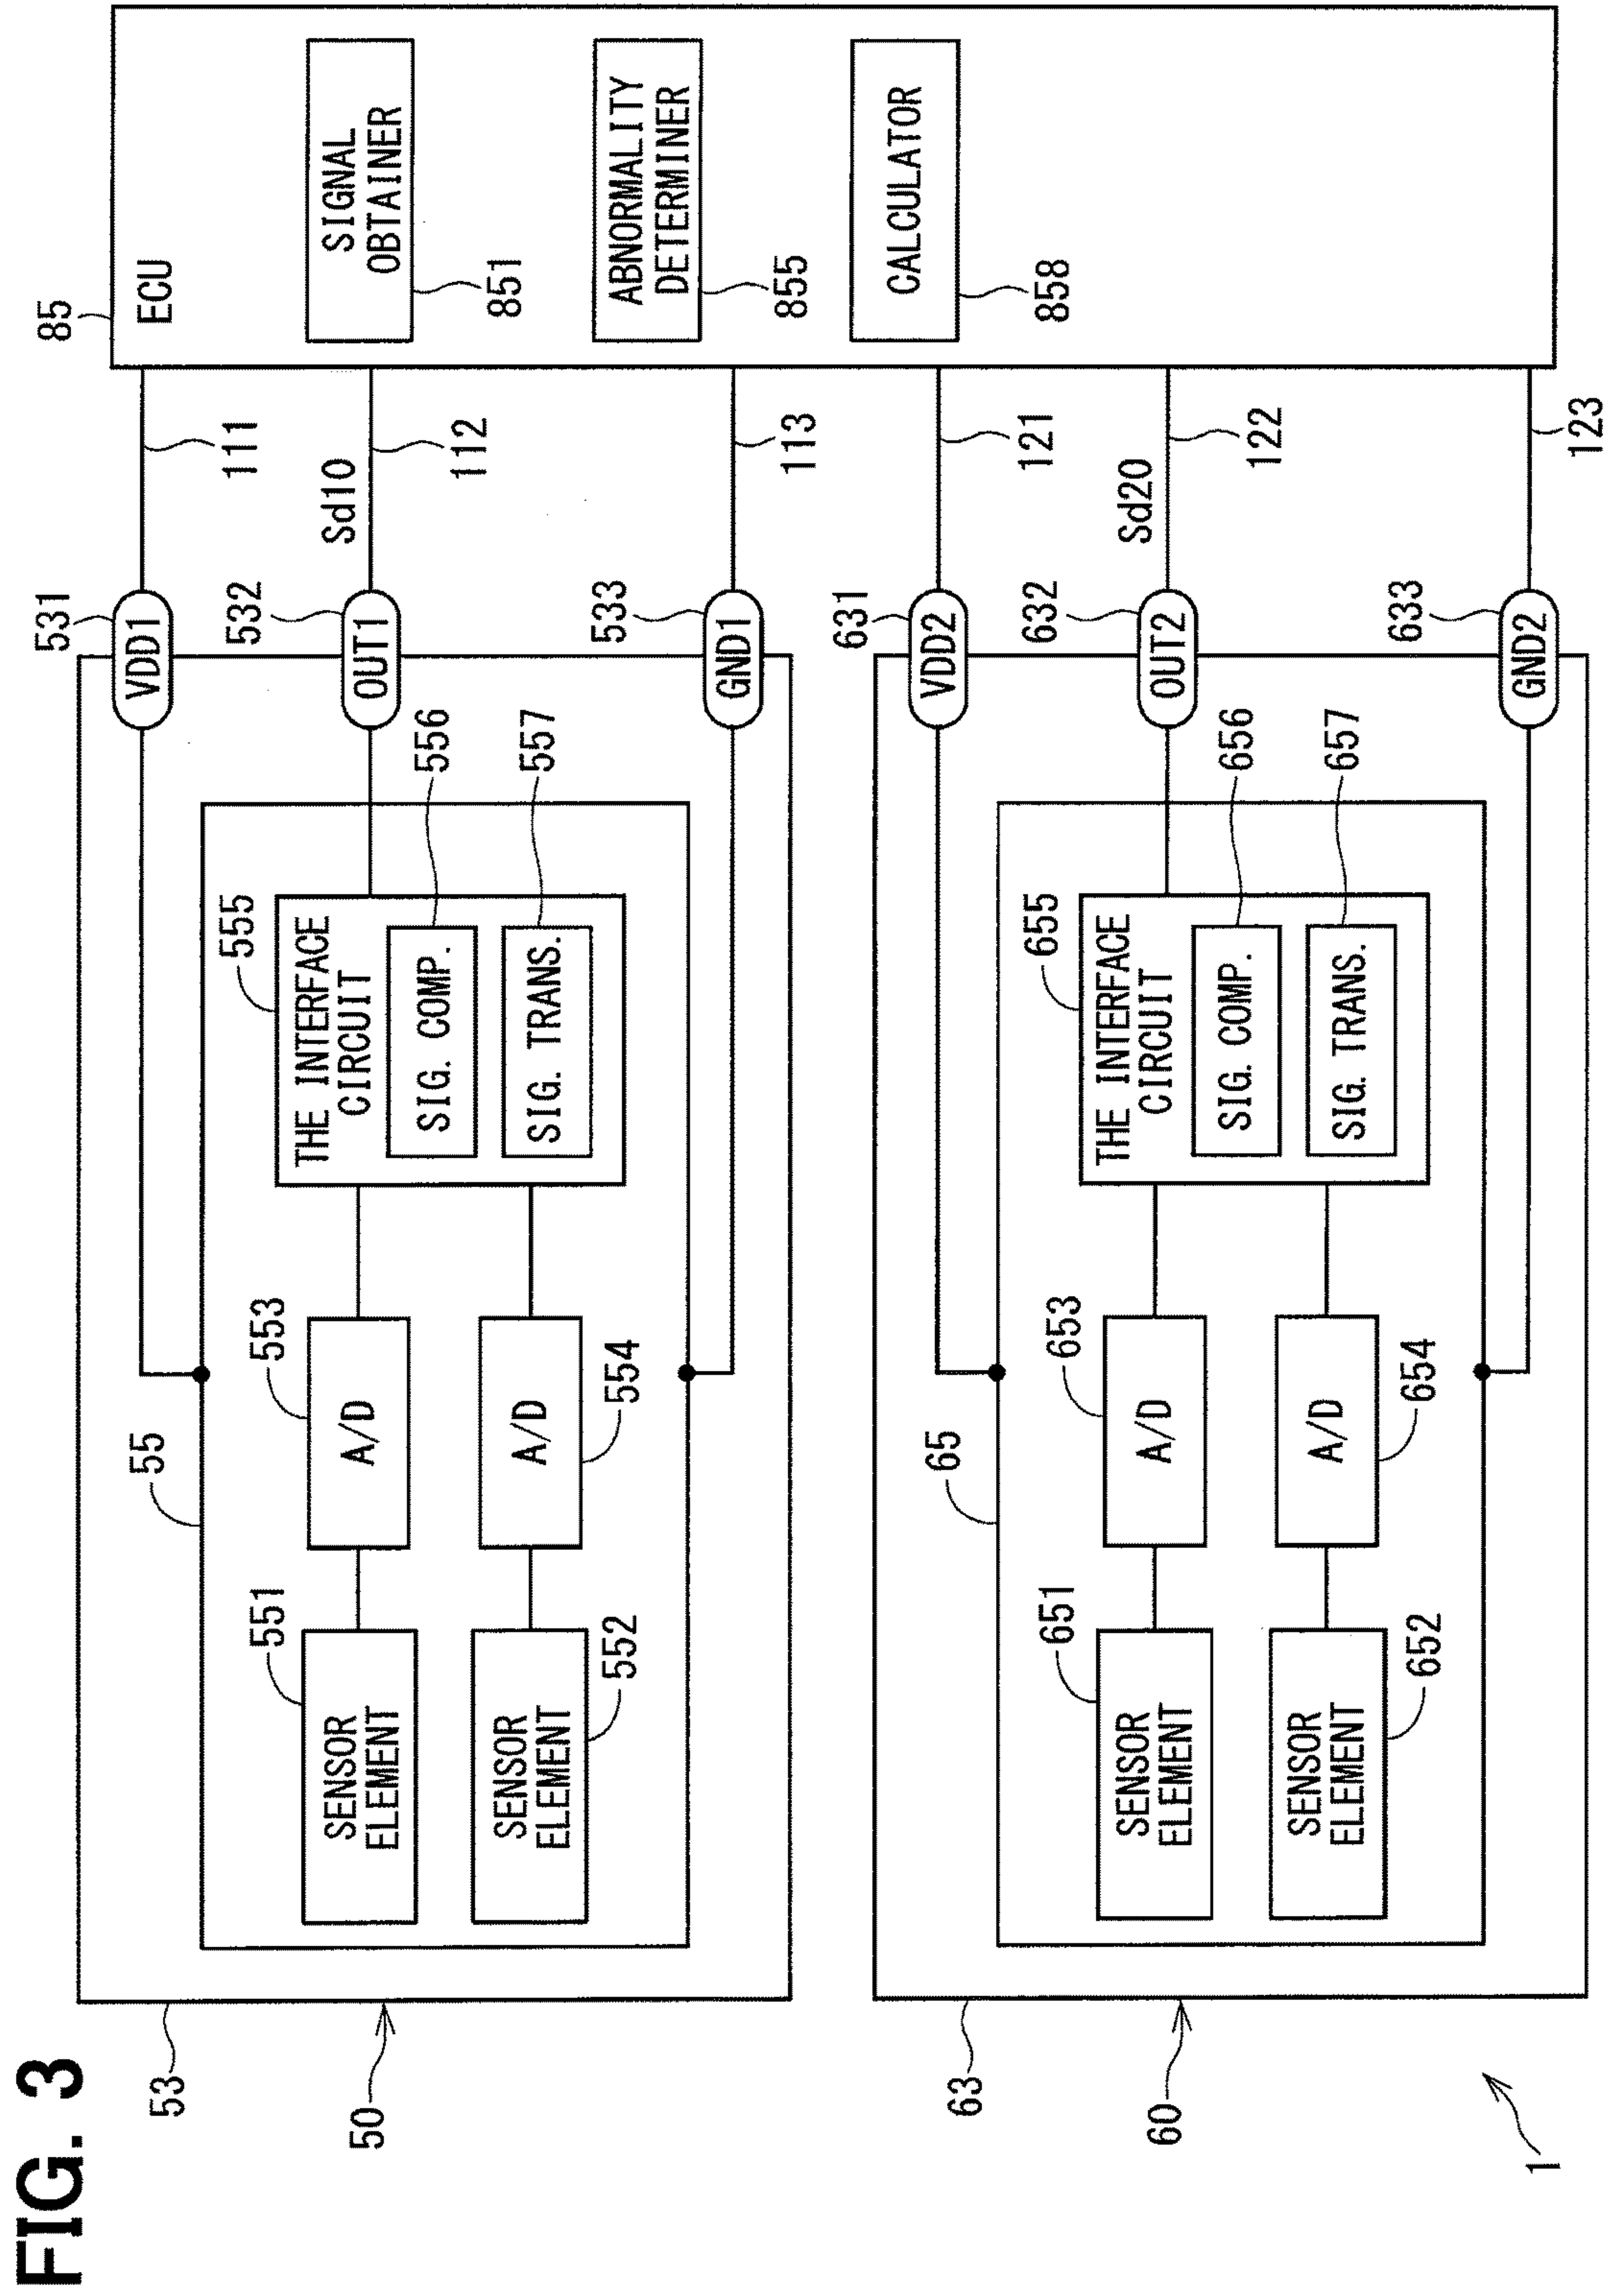 FIG. 3
53
50
55
551
SENSOR
ELEMENT
552
SENSOR
ELEMENT
553
A/D
554
A/D
555
THE INTERFACE
CIRCUIT
556
SIG. COMP.
557
SIG. TRANS.
531
VDD1
532
OUT1
533
GND1
111
Sd10
112
113
63
60
65
651
SENSOR
ELEMENT
652
SENSOR
ELEMENT
653
A/D
654
A/D
655
THE INTERFACE
CIRCUIT
656
SIG. COMP.
657
SIG. TRANS.
631
VDD2
632
OUT2
633
GND2
121
Sd20
122
123
85
ECU
SIGNAL
OBTAINER
851
ABNORMALITY
DETERMINER
855
CALCULATOR
858
1